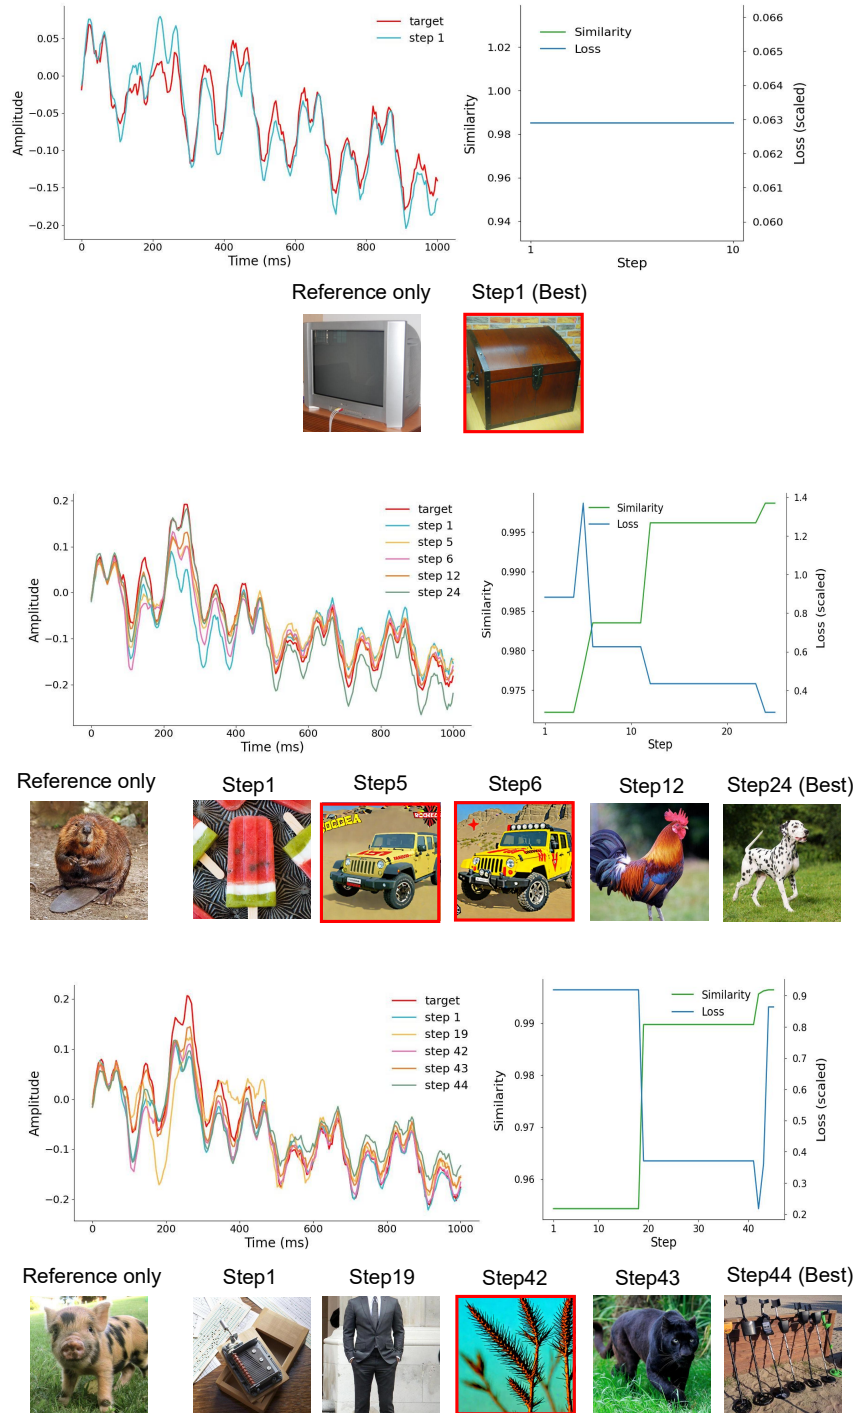 target
step 1
0.05
0.00
−0.05
−0.10
−0.15
−0.20
Amplitude
0
200
400
600
800
1000
Time (ms)
Similarity
Loss
1.02
1.00
0.98
0.96
0.94
Similarity
0.066
0.065
0.064
0.063
0.062
0.061
0.060
Loss (scaled)
1
10
Step
Reference only
Step1 (Best)
target
step 1
step 5
step 6
step 12
step 24
0.2
0.1
0.0
−0.1
−0.2
Amplitude
0
200
400
600
800
1000
Time (ms)
Similarity
Loss
0.995
0.990
0.985
0.980
0.975
Similarity
1.4
1.2
1.0
0.8
0.6
0.4
Loss (scaled)
1
10
20
Step
Reference only
Step1
Step5
Step6
Step12
Step24 (Best)
target
step 1
step 19
step 42
step 43
step 44
0.2
0.1
0.0
−0.1
−0.2
Amplitude
0
200
400
600
800
1000
Time (ms)
Similarity
Loss
0.99
0.98
0.97
0.96
Similarity
0.9
0.8
0.7
0.6
0.5
0.4
0.3
0.2
Loss (scaled)
1
10
20
30
40
Step
Reference only
Step1
Step19
Step42
Step43
Step44 (Best)